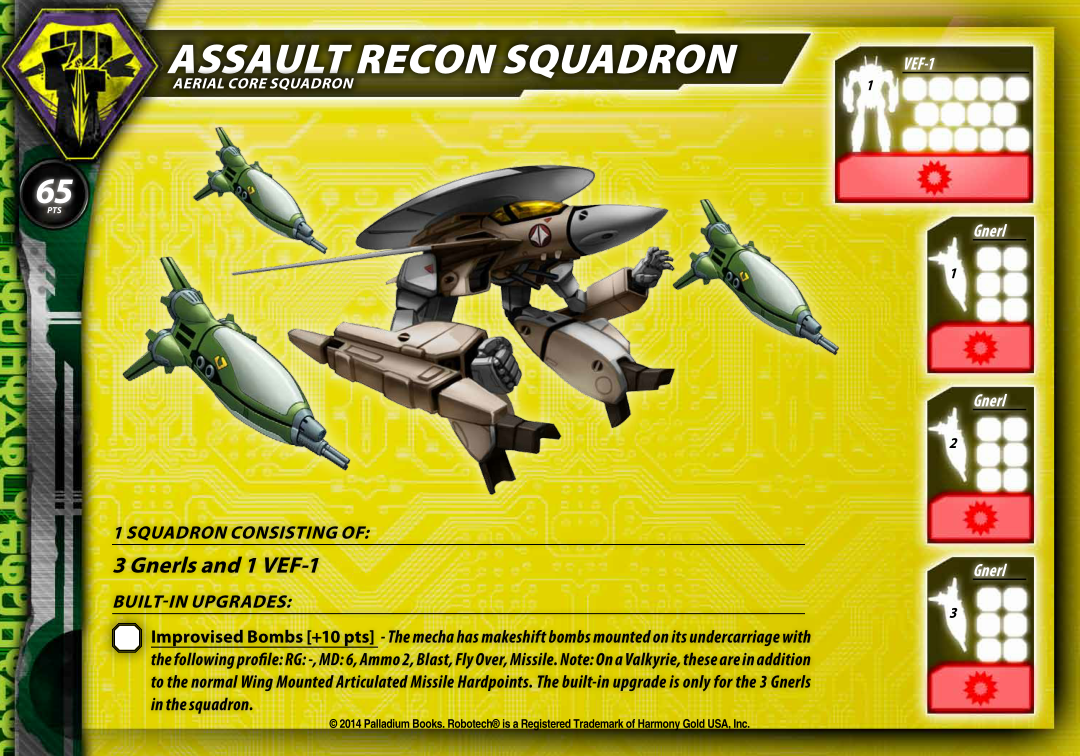 ASSAULT RECON SQUADRON
AERIAL CORE SQUADRON
65
PTS
VEF-1
1
Gnerl
1
Gnerl
2
Gnerl
3
1 SQUADRON CONSISTING OF:
3 Gnerls and 1 VEF-1
BUILT-IN UPGRADES:
Improvised Bombs [+10 pts] - The mecha has makeshift bombs mounted on its undercarriage with
the following profile: RG: -, MD: 6, Ammo 2, Blast, Fly Over, Missile. Note: On a Valkyrie, these are in addition
to the normal Wing Mounted Articulated Missile Hardpoints. The built-in upgrade is only for the 3 Gnerls
in the squadron.
© 2014 Palladium Books. Robotech® is a Registered Trademark of Harmony Gold USA, Inc.